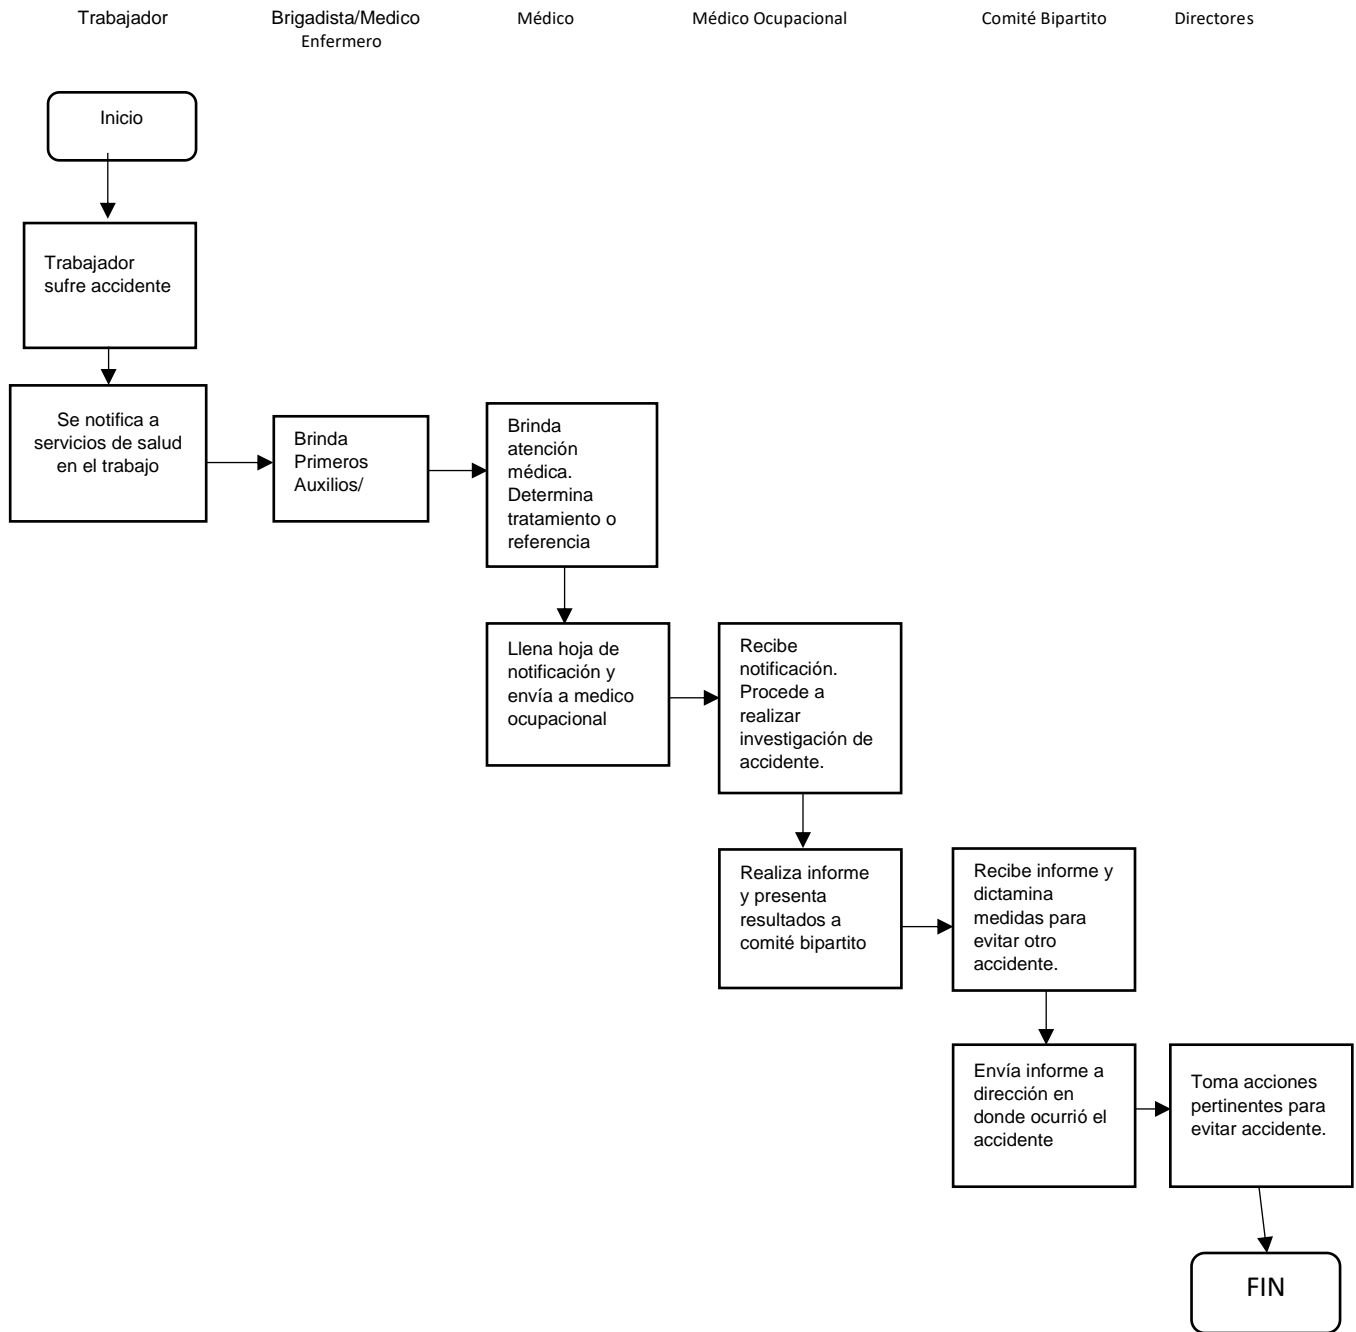 Trabajador
Brigadista/Medico
Enfermero
Médico
Médico Ocupacional
Comité Bipartito
Directores
Inicio
Trabajador
sufre accidente
Se notifica a
servicios de salud
en el trabajo
Brinda
Primeros
Auxilios/
Brinda
atención
médica.
Determina
tratamiento o
referencia
Llena hoja de
notificación y
envía a medico
ocupacional
Recibe
notificación.
Procede a
realizar
investigación de
accidente.
Realiza informe
y presenta
resultados a
comité bipartito
Recibe informe y
dictamina
medidas para
evitar otro
accidente.
Envía informe a
dirección en
donde ocurrió el
accidente
Toma acciones
pertinentes para
evitar accidente.
FIN